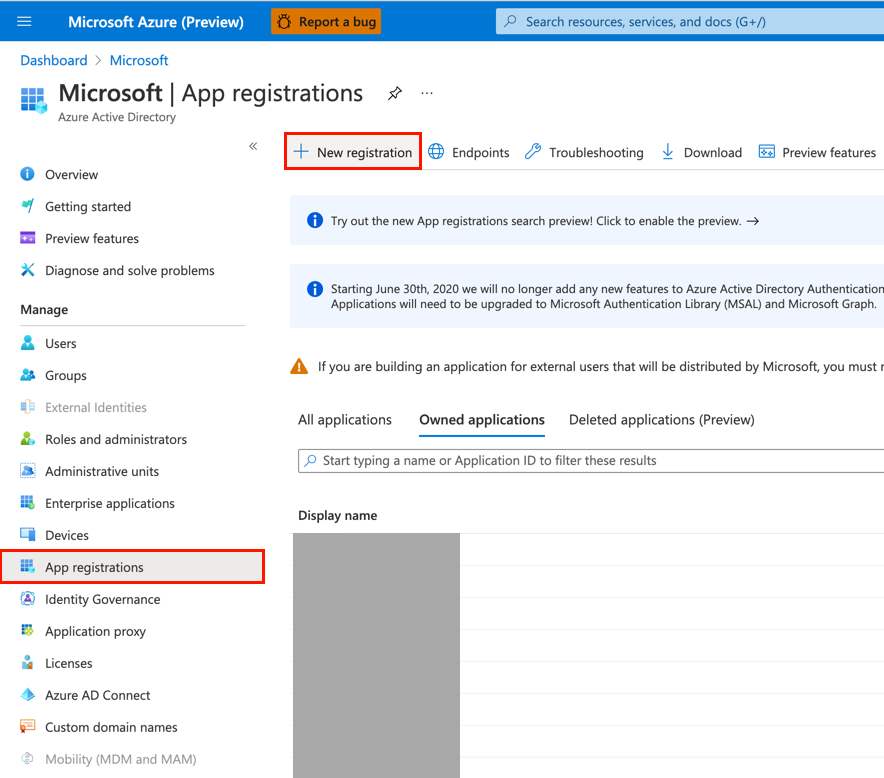 Microsoft Azure (Preview)
Report a bug
Search resources, services, and docs (G+/)
Dashboard > Microsoft
Microsoft | App registrations
...
Azure Active Directory
«
New registration
Endpoints
Troubleshooting
Download
Preview features
Overview
Getting started
Preview features
Diagnose and solve problems
Manage
Users
Groups
External Identities
Roles and administrators
Administrative units
Enterprise applications
Devices
App registrations
Identity Governance
Application proxy
Licenses
Azure AD Connect
Custom domain names
Mobility (MDM and MAM)
Try out the new App registrations search preview! Click to enable the preview. →
Starting June 30th, 2020 we will no longer add any new features to Azure Active Directory Authentication
Applications will need to be upgraded to Microsoft Authentication Library (MSAL) and Microsoft Graph.
If you are building an application for external users that will be distributed by Microsoft, you must
All applications
Owned applications
Deleted applications (Preview)
Start typing a name or Application ID to filter these results
Display name